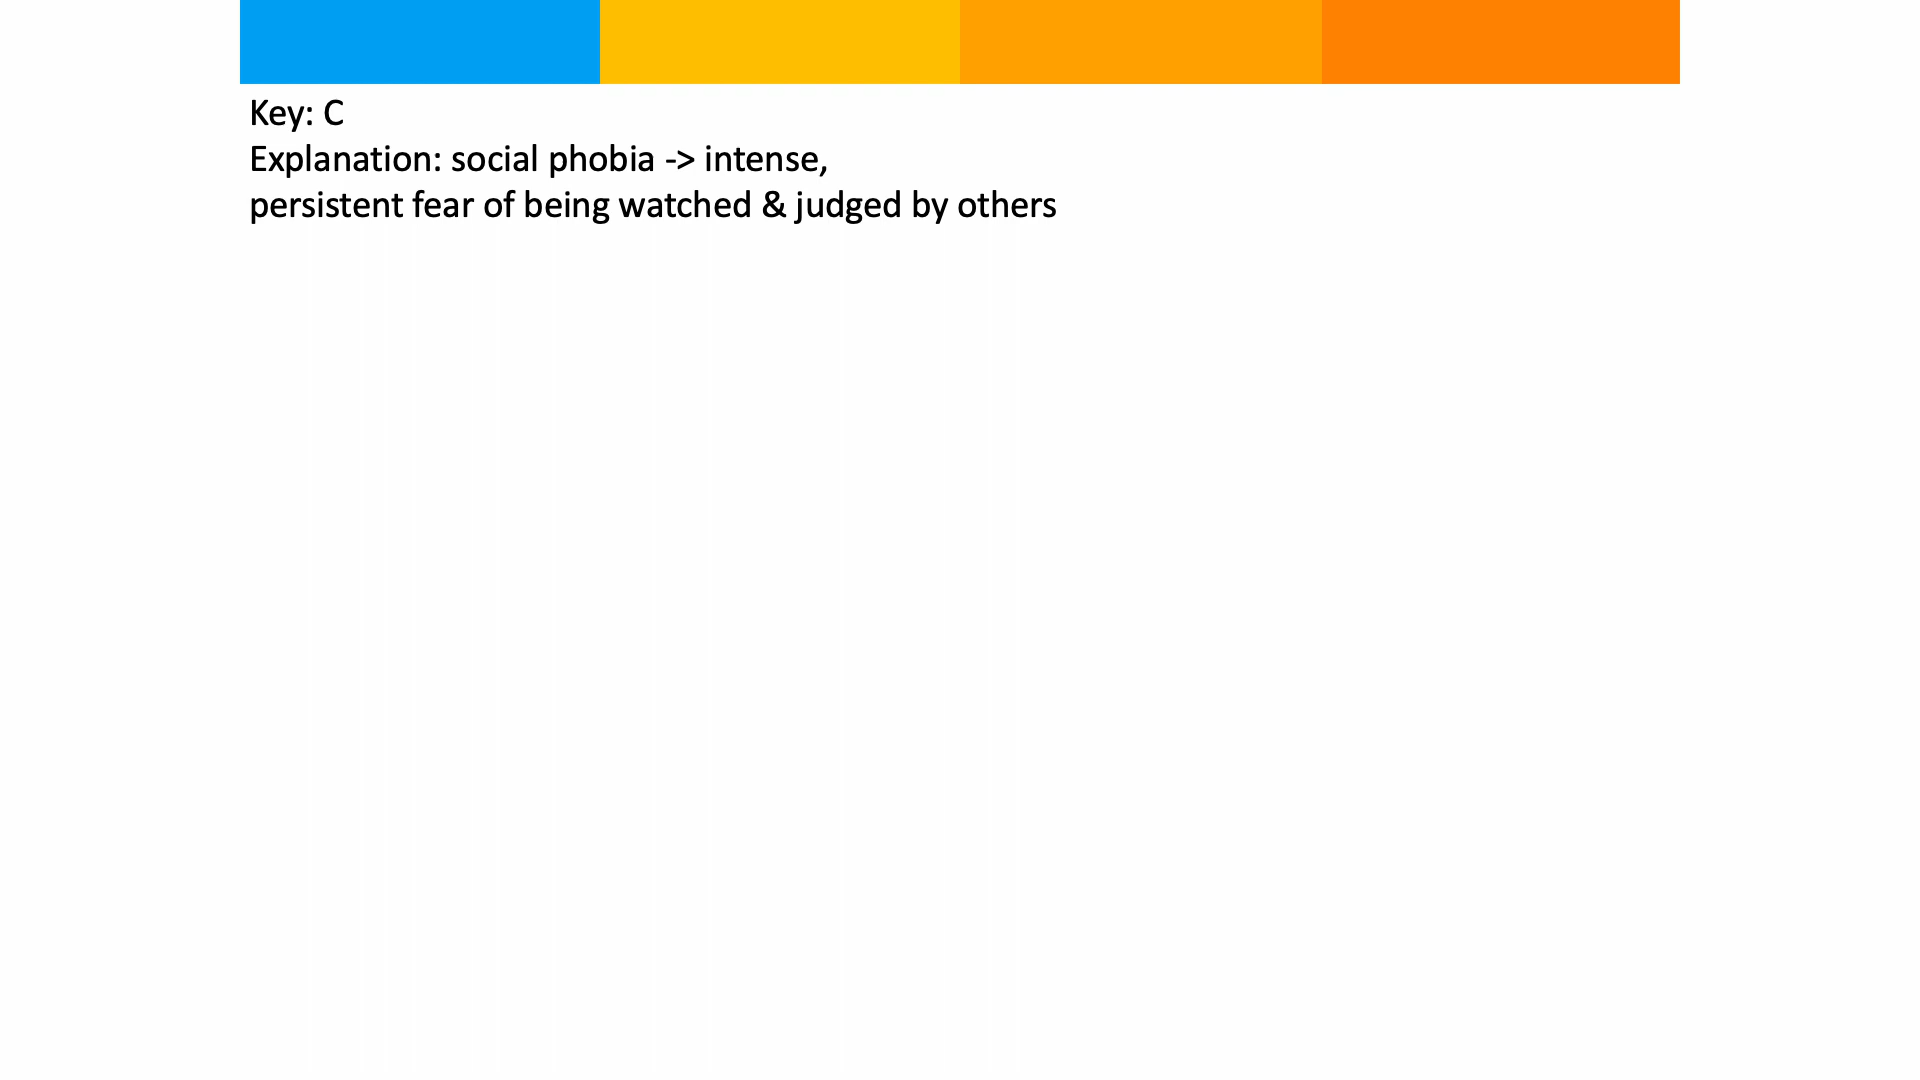 Key: C
Explanation: social phobia -> intense,
persistent fear of being watched & judged by others